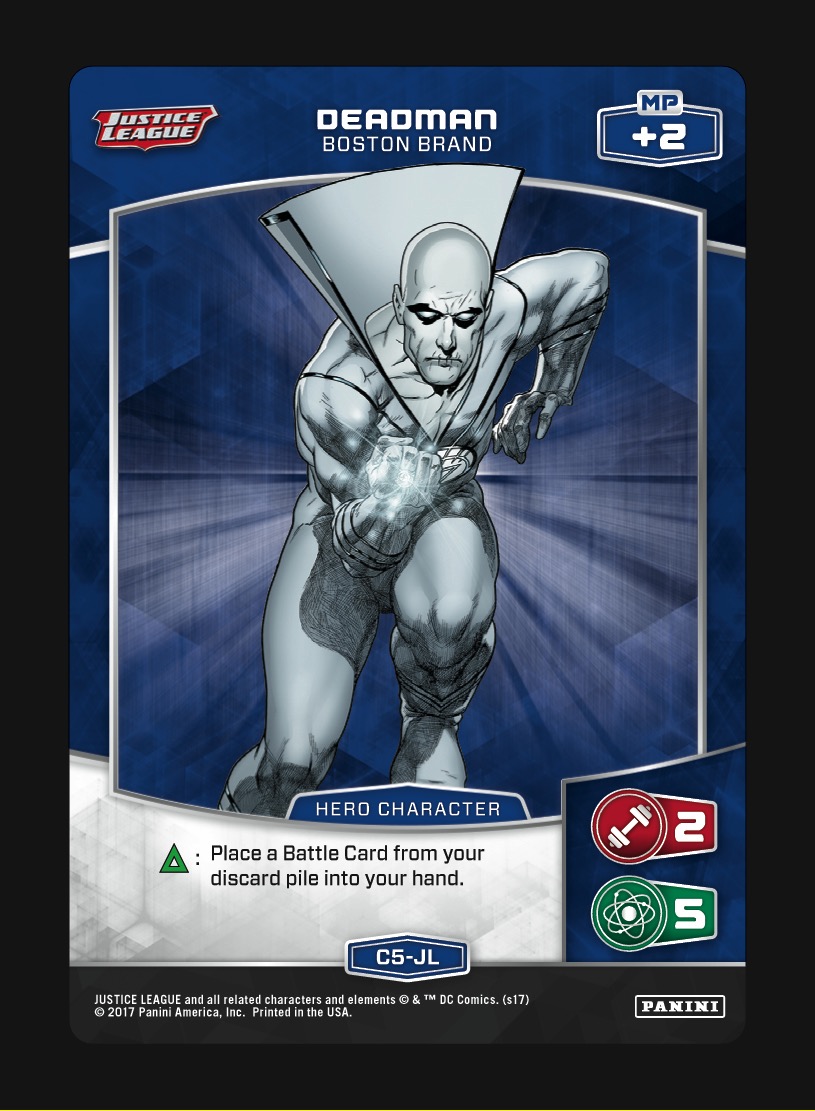 JUSTICE
LEAGUE
DEADMAN
BOSTON BRAND
MP
+2
HERO CHARACTER
: Place a Battle Card from your
discard pile into your hand.
2
5
C5-JL
JUSTICE LEAGUE and all related characters and elements © & ™ DC Comics. (s17)
© 2017 Panini America, Inc. Printed in the USA.
PANINI